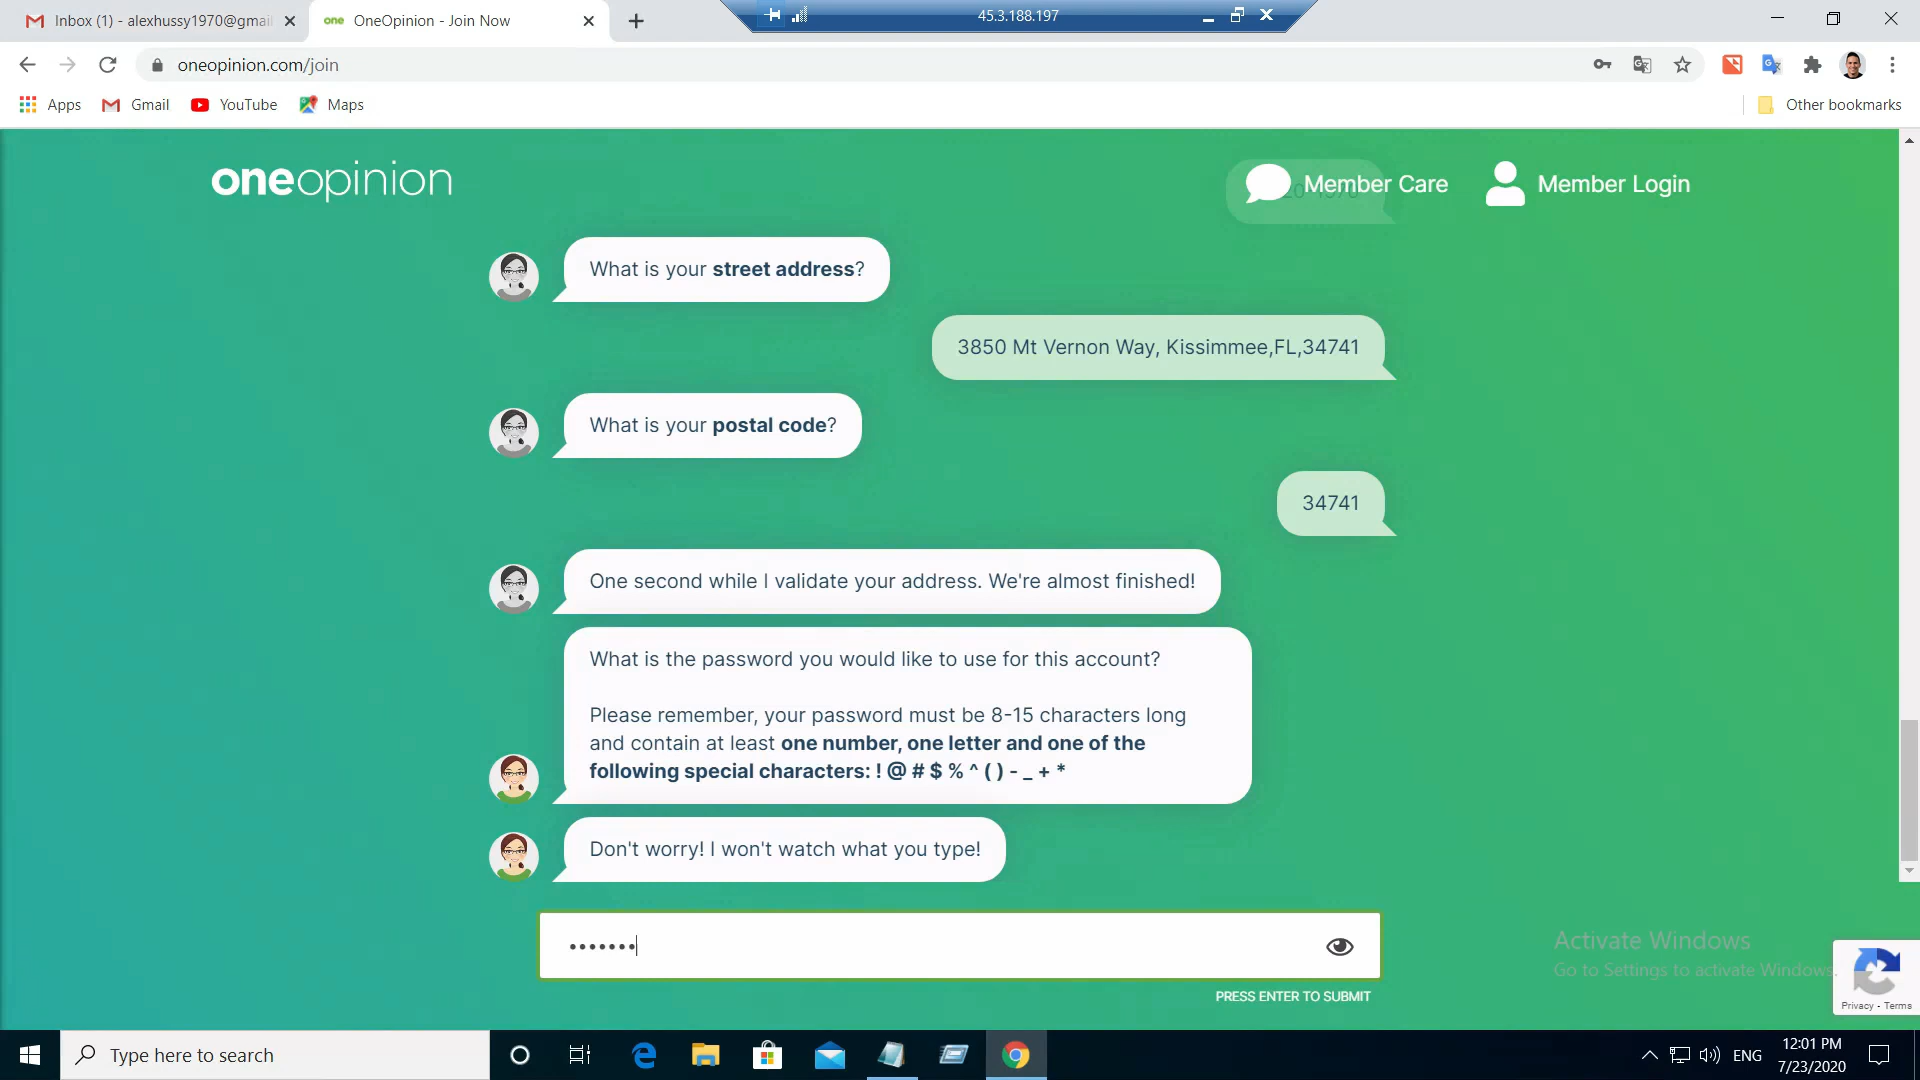 Inbox (1) - alexhussy1970@gmai
one OneOpinion - Join Now
45.3.188.197
oneopinion.com/join
Apps Gmail YouTube Maps Other bookmarks
oneopinion
Member Care Member Login
What is your street address?
3850 Mt Vernon Way, Kissimmee,FL,34741
What is your postal code?
34741
One second while I validate your address. We're almost finished!
What is the password you would like to use for this account?
Please remember, your password must be 8-15 characters long
and contain at least one number, one letter and one of the
following special characters: ! @ # $ % ^ ( ) - _ + *
Don't worry! I won't watch what you type!
•••••••
PRESS ENTER TO SUBMIT
Activate Windows
Go to Settings to activate Windows.
Privacy - Terms
Type here to search
ENG
12:01 PM
7/23/2020